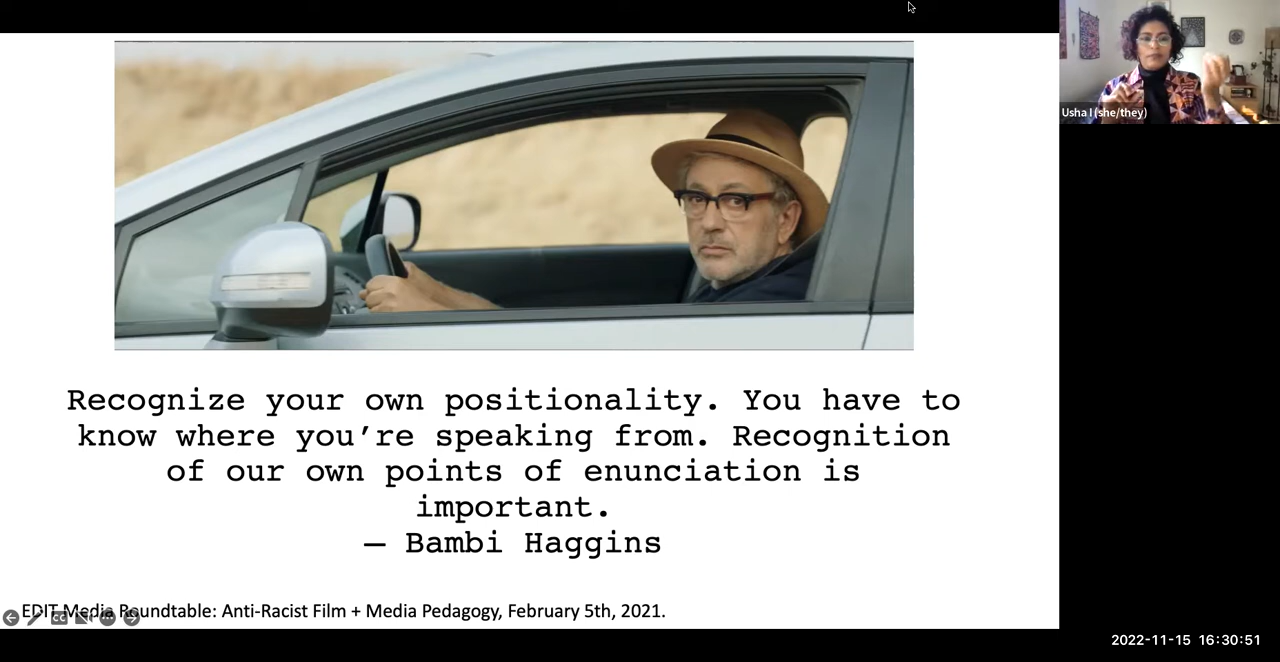 Usha I (she/they)
Recognize your own positionality. You have to
know where you’re speaking from. Recognition
of our own points of enunciation is
important.
— Bambi Haggins
EDIT Media Roundtable: Anti-Racist Film + Media Pedagogy, February 5th, 2021.
CC
2022-11-15 16:30:51